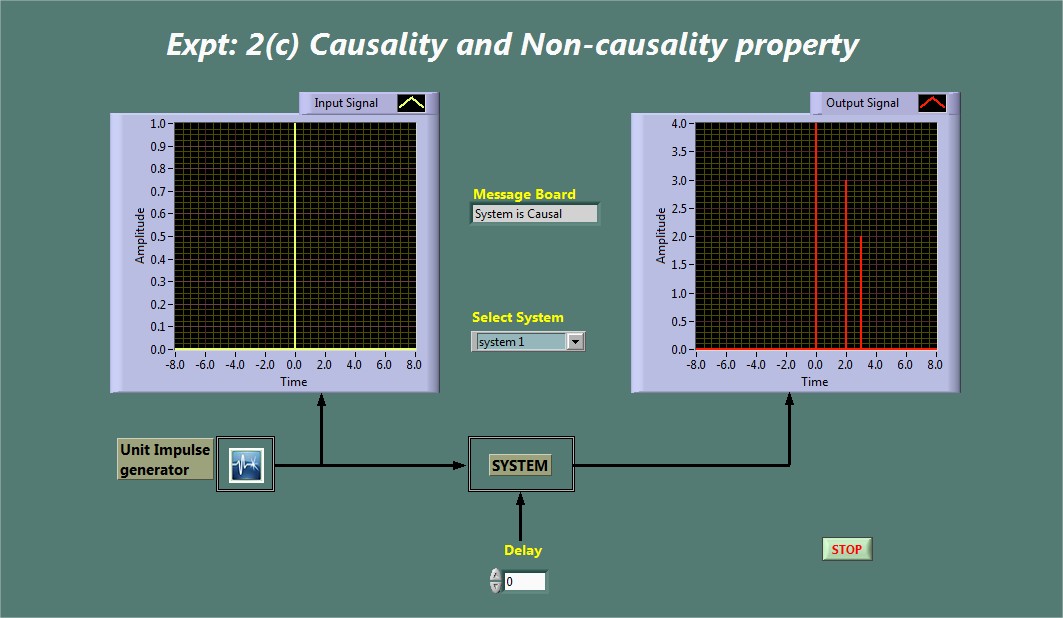 Expt: 2(c) Causality and Non-causality property
Input Signal
Output Signal
1.0
0.9
0.8
0.7
0.6
0.5
0.4
0.3
0.2
0.1
0.0
Amplitude
-8.0 -6.0 -4.0 -2.0 0.0 2.0 4.0 6.0 8.0
Time
Message Board
System is Causal
Select System
system 1
4.0
3.5
3.0
2.5
2.0
1.5
1.0
0.5
0.0
Amplitude
-8.0 -6.0 -4.0 -2.0 0.0 2.0 4.0 6.0 8.0
Time
Unit Impulse
generator
SYSTEM
Delay
0
STOP